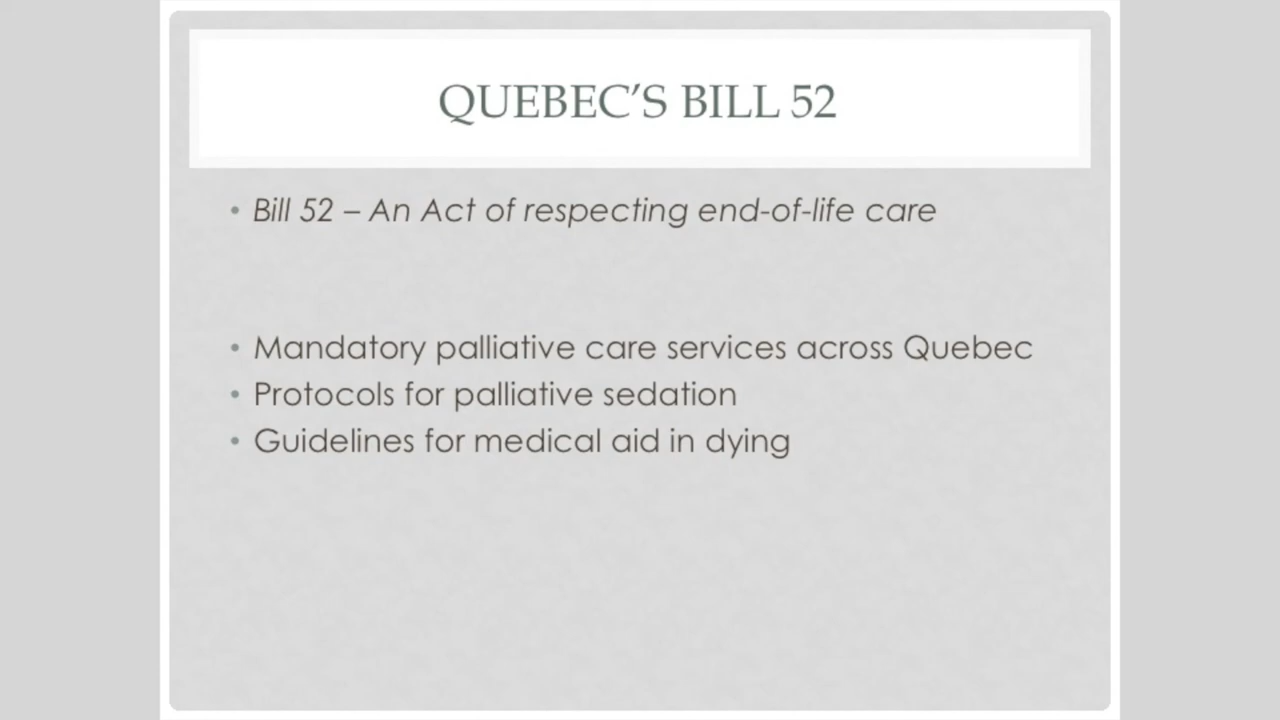 QUEBEC’S BILL 52
• Bill 52 – An Act of respecting end-of-life care
• Mandatory palliative care services across Quebec
• Protocols for palliative sedation
• Guidelines for medical aid in dying